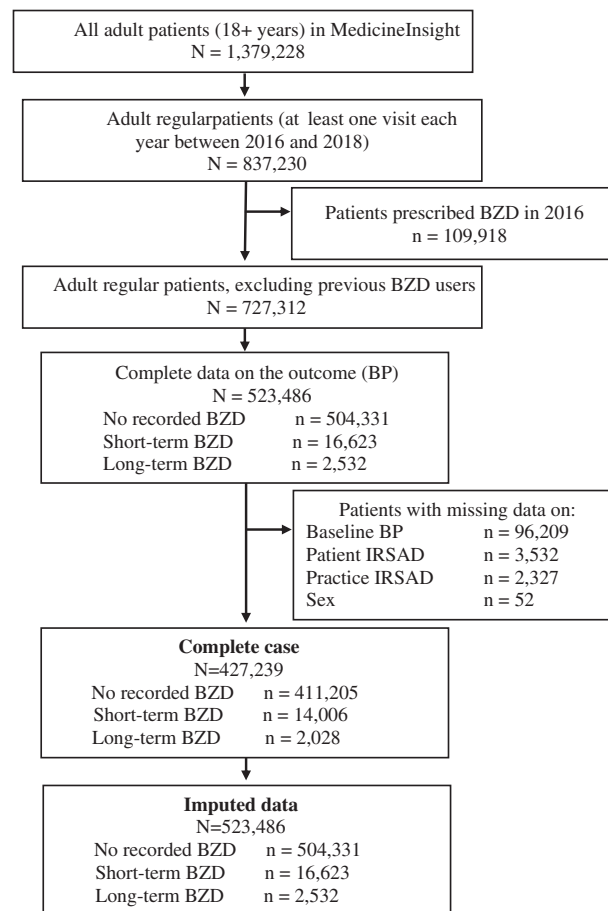 All adult patients (18+ years) in MedicineInsight
N = 1,379,228
Adult regularpatients (at least one visit each
year between 2016 and 2018)
N = 837,230
Patients prescribed BZD in 2016
n = 109,918
Adult regular patients, excluding previous BZD users
N = 727,312
Complete data on the outcome (BP)
N = 523,486
No recorded BZD n = 504,331
Short-term BZD n = 16,623
Long-term BZD n = 2,532
Patients with missing data on:
Baseline BP n = 96,209
Patient IRSAD n = 3,532
Practice IRSAD n = 2,327
Sex n = 52
Complete case
N=427,239
No recorded BZD n = 411,205
Short-term BZD n = 14,006
Long-term BZD n = 2,028
Imputed data
N=523,486
No recorded BZD n = 504,331
Short-term BZD n = 16,623
Long-term BZD n = 2,532